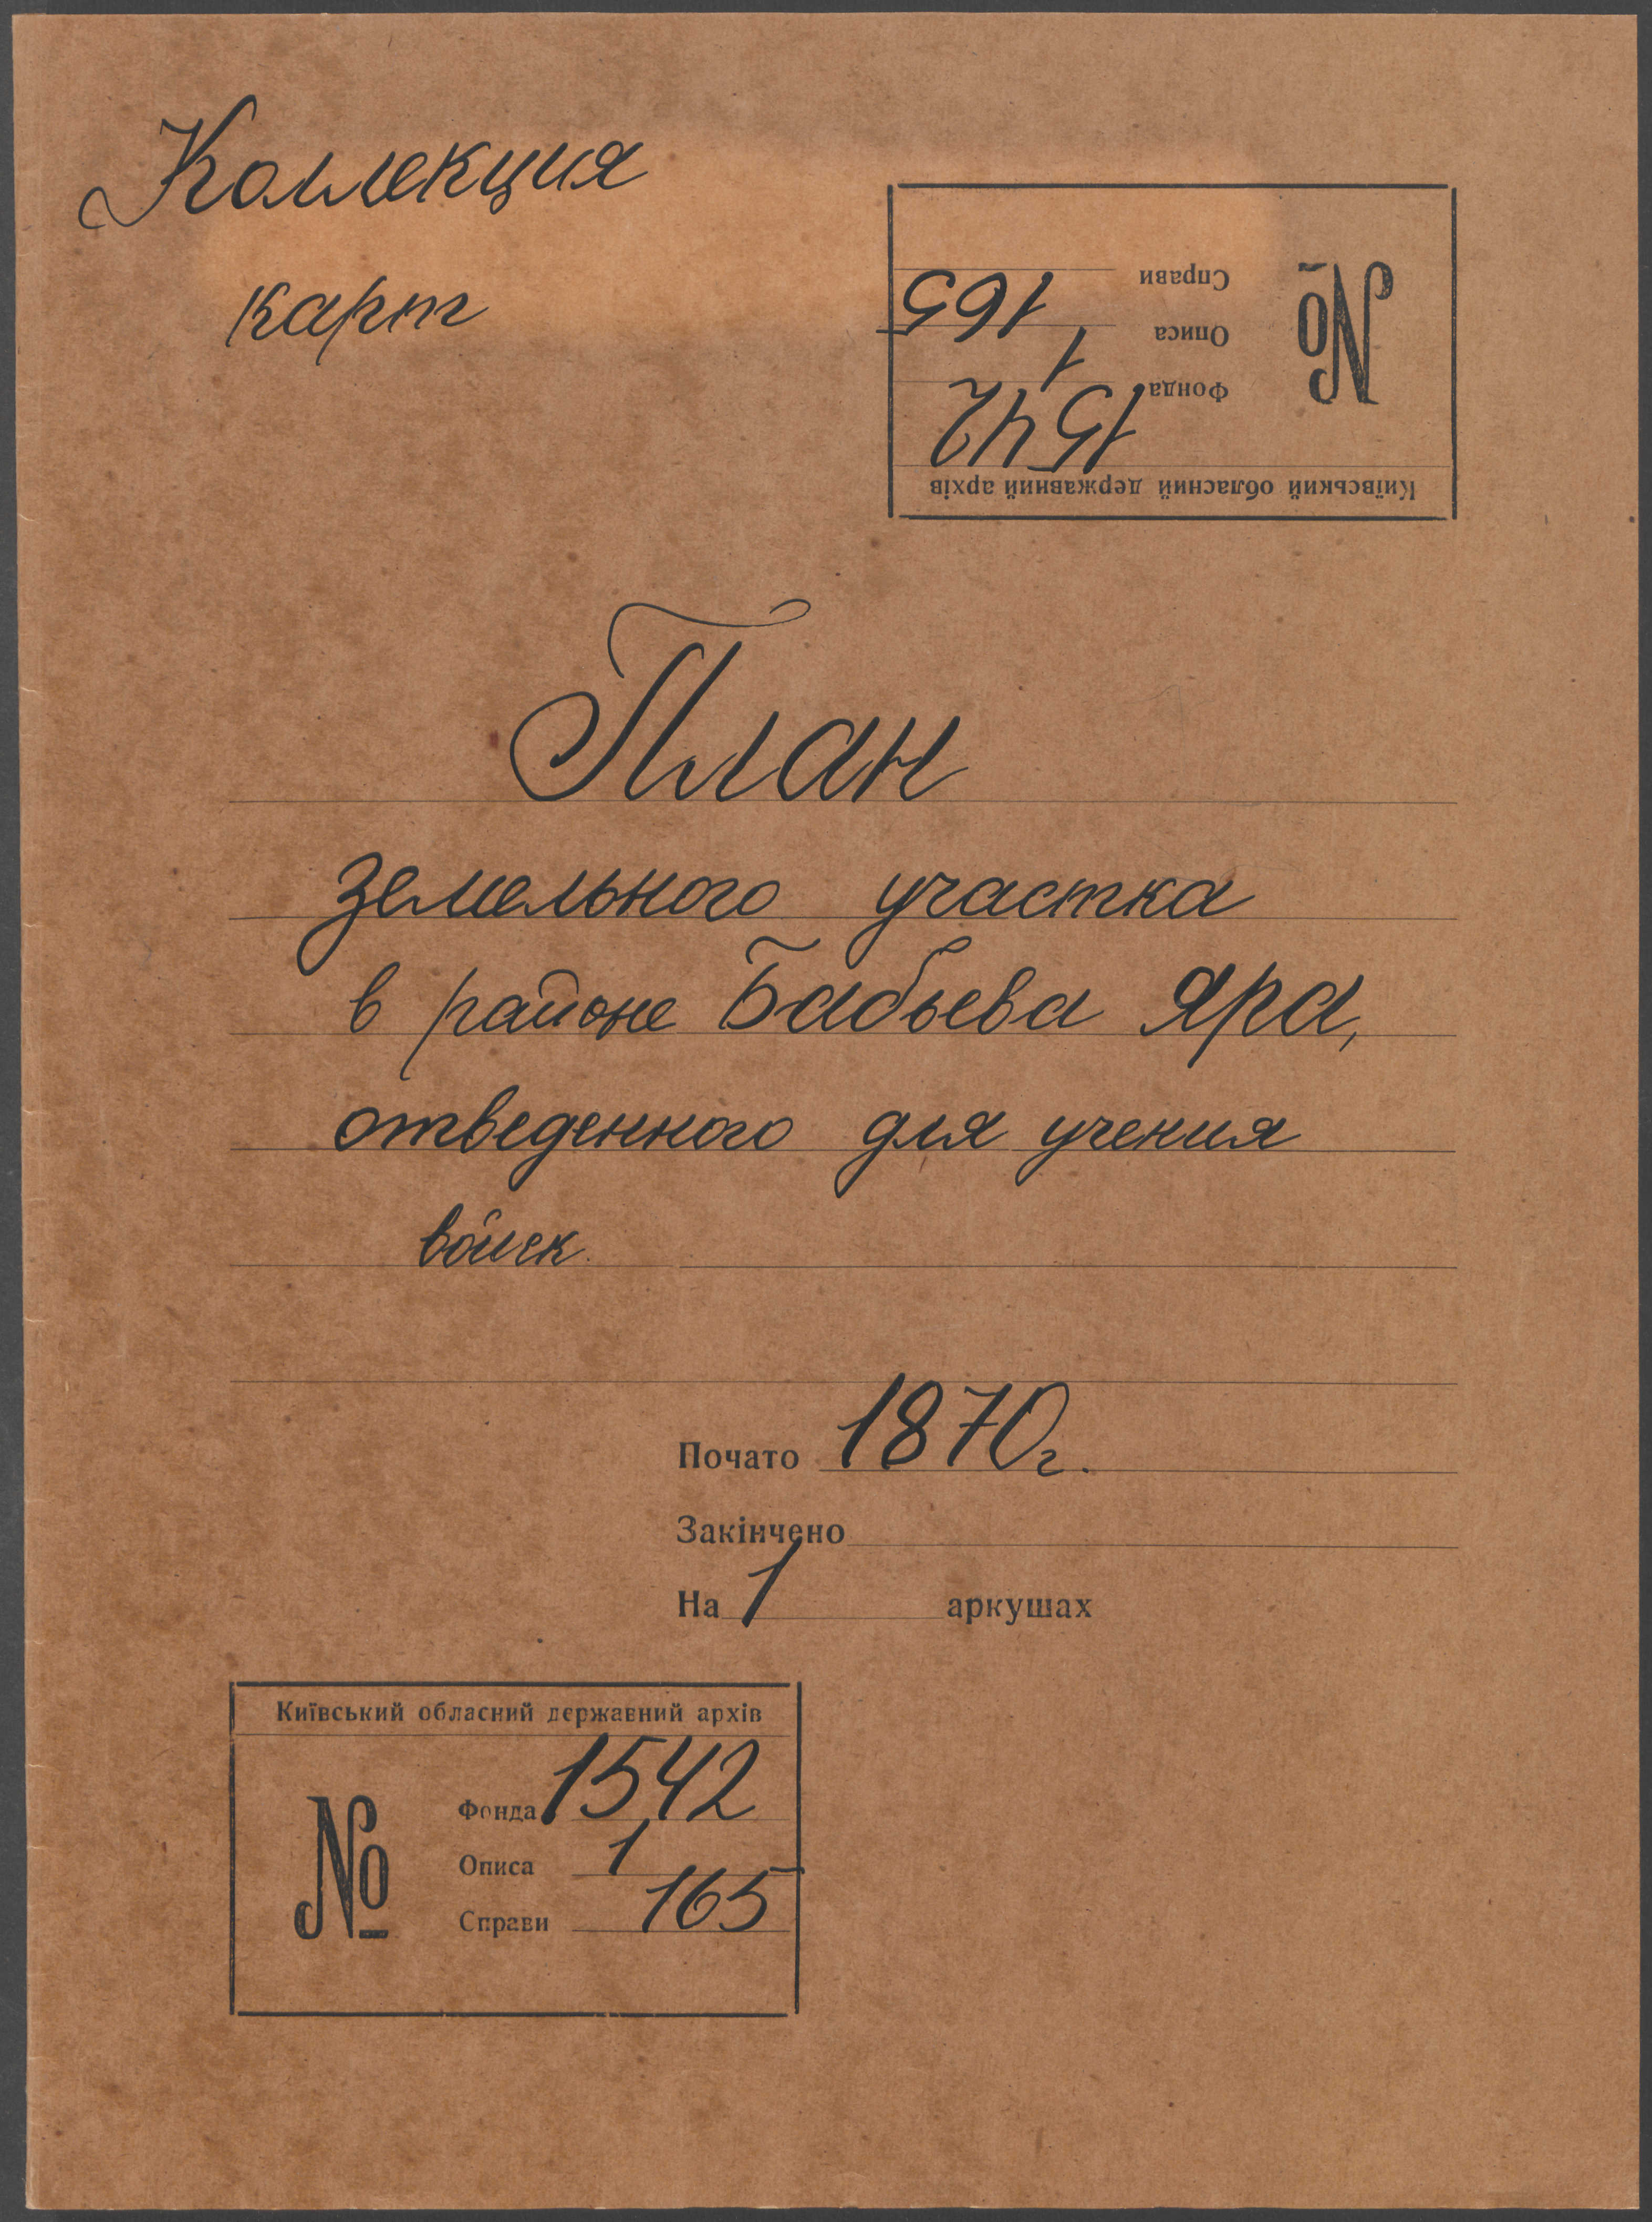 Коллекция
карт
Київський обласний державний архів
№
Фонда 1542
Описа 1
Справи 165
План
земельного участка
в районе Бабьева Яра,
отведенного для учения
войск.
Почато 1870 г.
Закінчено
На 1 аркушах
Київський обласний державний архів
№
Фонда 1542
Описа 1
Справи 165